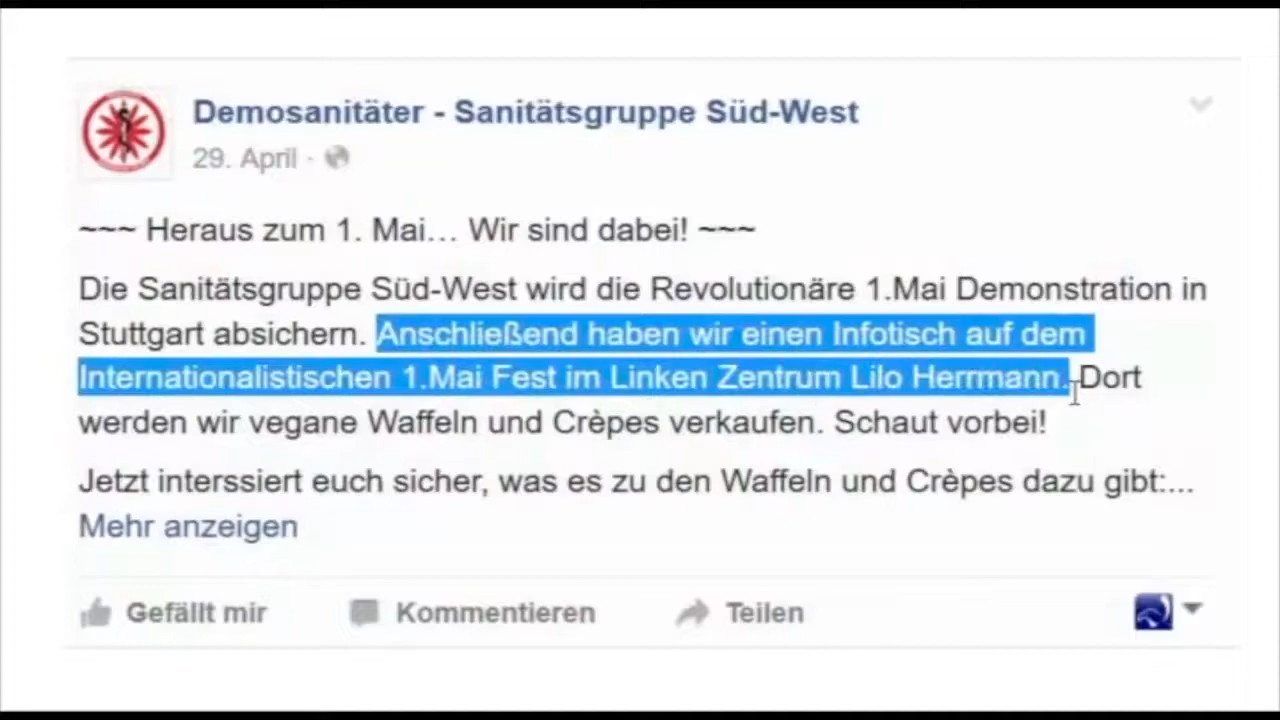 Demosanitäter - Sanitätsgruppe Süd-West
29. April ·
~~~ Heraus zum 1. Mai… Wir sind dabei! ~~~
Die Sanitätsgruppe Süd-West wird die Revolutionäre 1.Mai Demonstration in
Stuttgart absichern. Anschließend haben wir einen Infotisch auf dem
Internationalistischen 1.Mai Fest im Linken Zentrum Lilo Herrmann. Dort
werden wir vegane Waffeln und Crèpes verkaufen. Schaut vorbei!
Jetzt interssiert euch sicher, was es zu den Waffeln und Crèpes dazu gibt:...
Mehr anzeigen
Gefällt mir Kommentieren Teilen